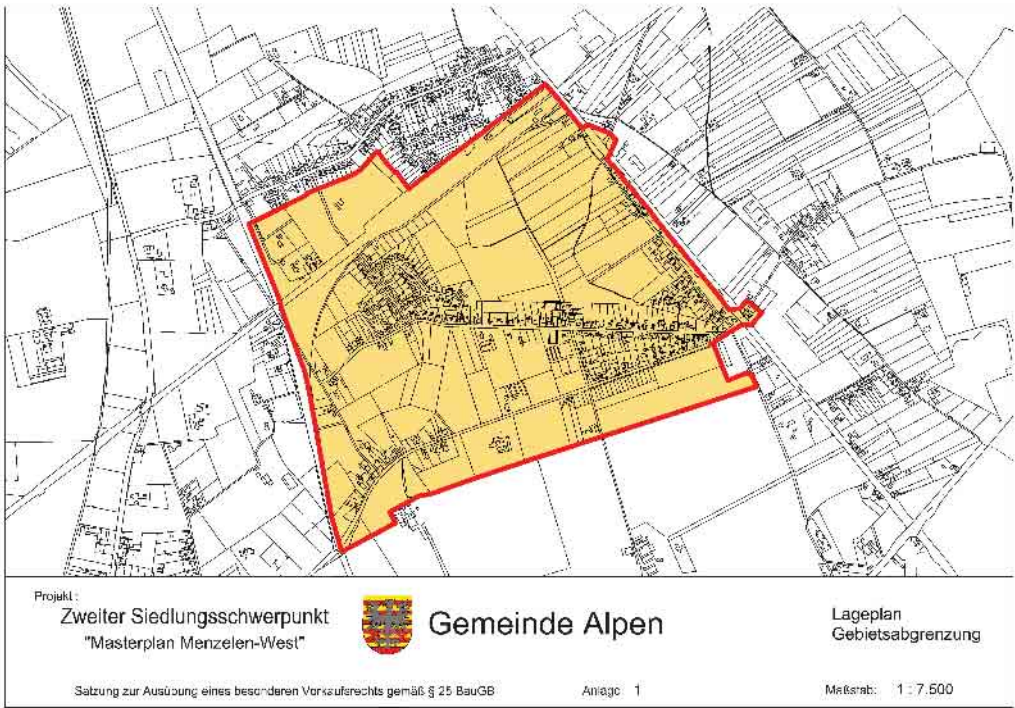 Projekt :
Zweiter Siedlungsschwerpunkt
"Masterplan Menzelen-West"
Gemeinde Alpen
Lageplan
Gebietsabgrenzung
Satzung zur Ausübung eines besonderen Vorkaufsrechts gemäß § 25 BauGB
Anlage 1
Maßstab: 1 : 7.500